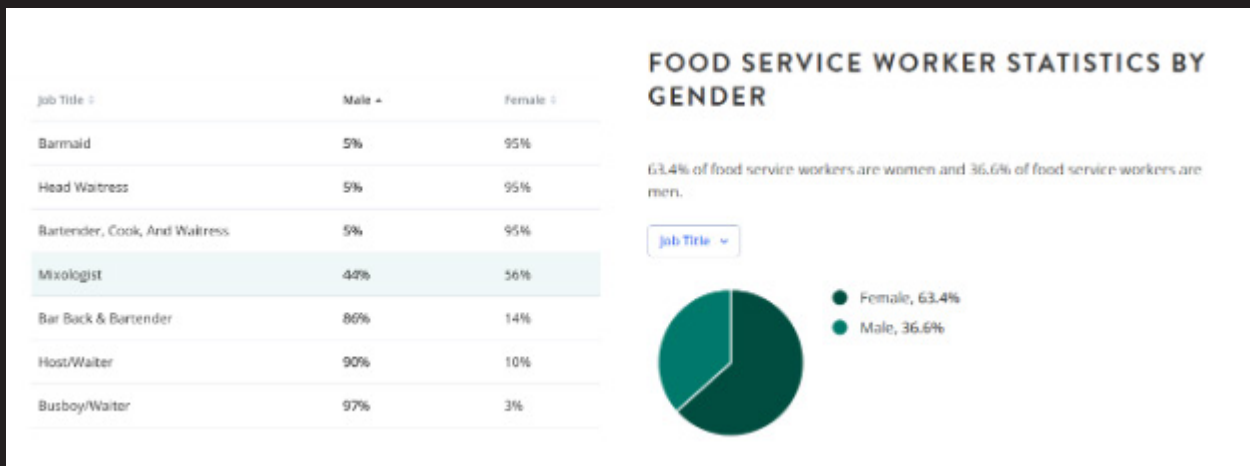 Job Title Male Female
Barmaid 5% 95%
Head Waitress 5% 95%
Bartender, Cook, And Waitress 5% 95%
Mixologist 44% 56%
Bar Back & Bartender 86% 14%
Host/Waiter 90% 10%
Busboy/Waiter 97% 3%
FOOD SERVICE WORKER STATISTICS BY
GENDER
63.4% of food service workers are women and 36.6% of food service workers are
men.
Job Title
Female, 63.4%
Male, 36.6%